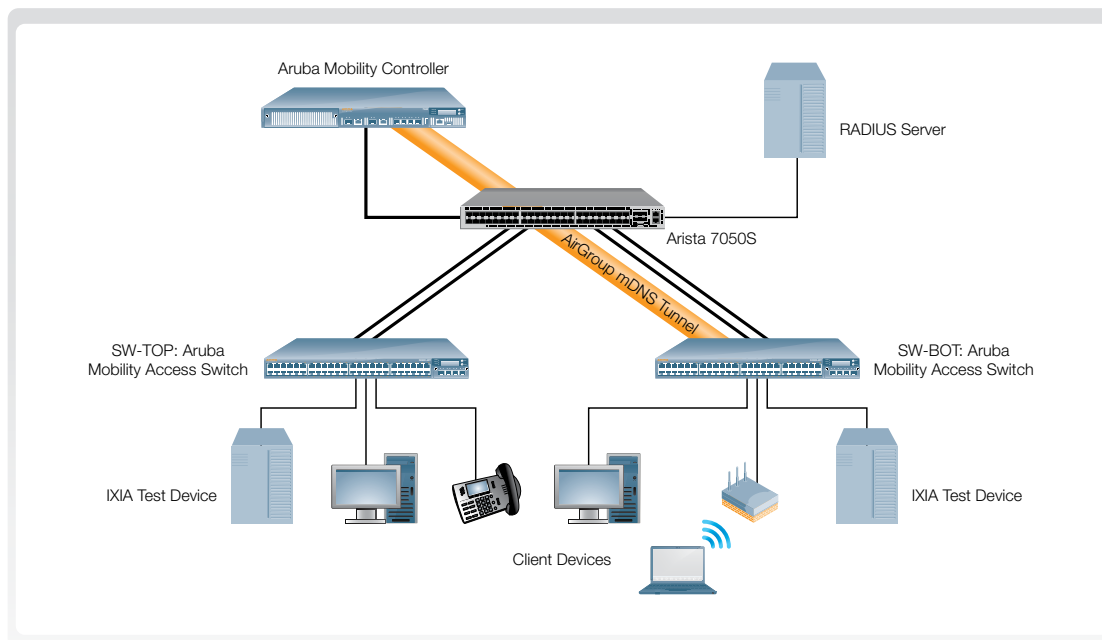 Aruba Mobility Controller
RADIUS Server
Arista 7050S
AirGroup mDNS Tunnel
SW-TOP: Aruba
Mobility Access Switch
SW-BOT: Aruba
Mobility Access Switch
IXIA Test Device
IXIA Test Device
Client Devices